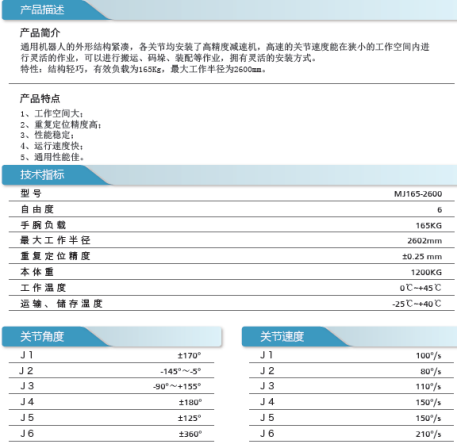 产品描述
产品简介
通用机器人的外形结构紧凑，各关节均安装了高精度减速机，高速的关节速度能在狭小的工作空间内进
行灵活的作业，可以进行搬运、码垛、装配等作业，拥有灵活的安装方式。
特性：结构轻巧，有效负载为165Kg，最大工作半径为2600mm。
产品特点
1、工作空间大；
2、重复定位精度高；
3、性能稳定；
4、运行速度快；
5、通用性能佳。
技术指标
型号 MJ165-2600
自由度 6
手腕负载 165KG
最大工作半径 2602mm
重复定位精度 ±0.25 mm
本体重 1200KG
工作温度 0℃~+45℃
运输、储存温度 -25℃~+40℃
关节角度
J1 ±170°
J2 -145°～-5°
J3 -90°～+155°
J4 ±180°
J5 ±125°
J6 ±360°
关节速度
J1 100°/s
J2 80°/s
J3 110°/s
J4 150°/s
J5 150°/s
J6 210°/s